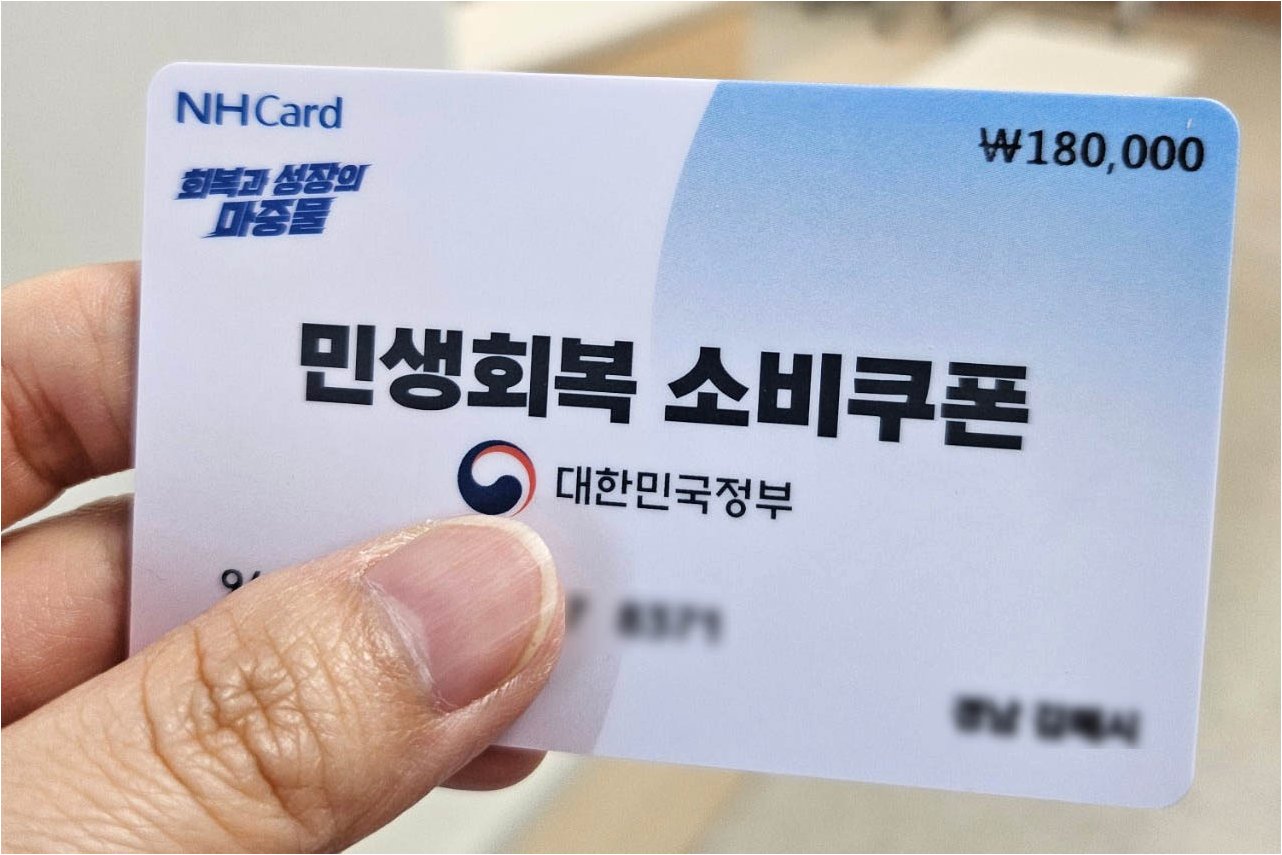 NHCard
₩180,000
회복과 성장의
마중물
민생회복 소비쿠폰
대한민국정부